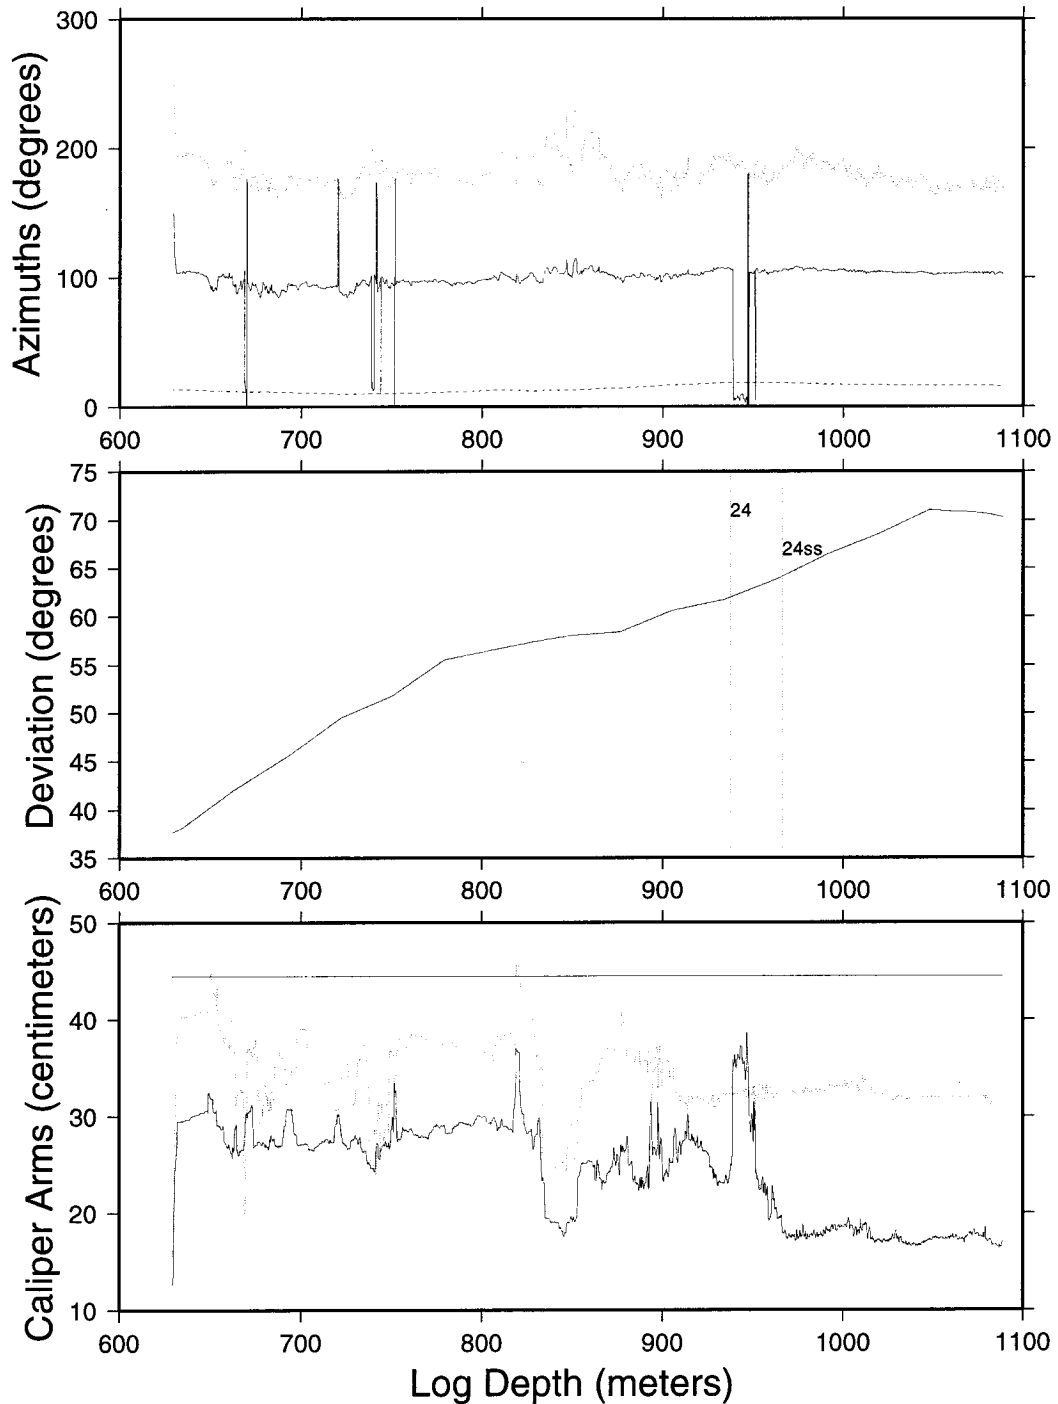 300
200
100
0
Azimuths (degrees)
600 700 800 900 1000 1100
75
70
65
60
55
50
45
40
35
Deviation (degrees)
24
24ss
600 700 800 900 1000 1100
50
40
30
20
10
Caliper Arms (centimeters)
600 700 800 900 1000 1100
Log Depth (meters)